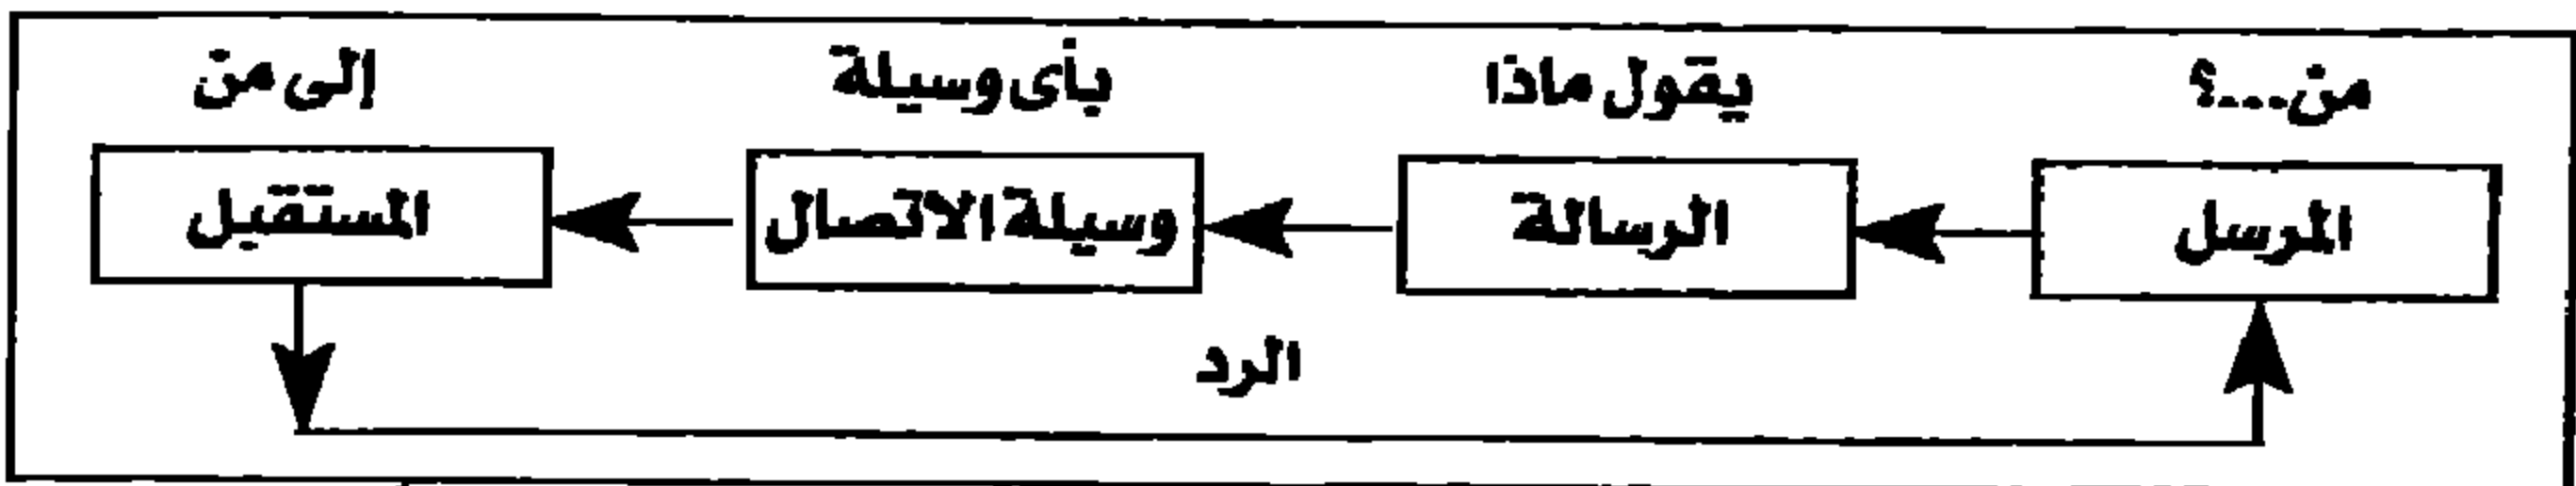 من...؟ يقول ماذا بأى وسيلة إلى من
المرسل الرسالة وسيلة الاتصال المستقبل
الرد